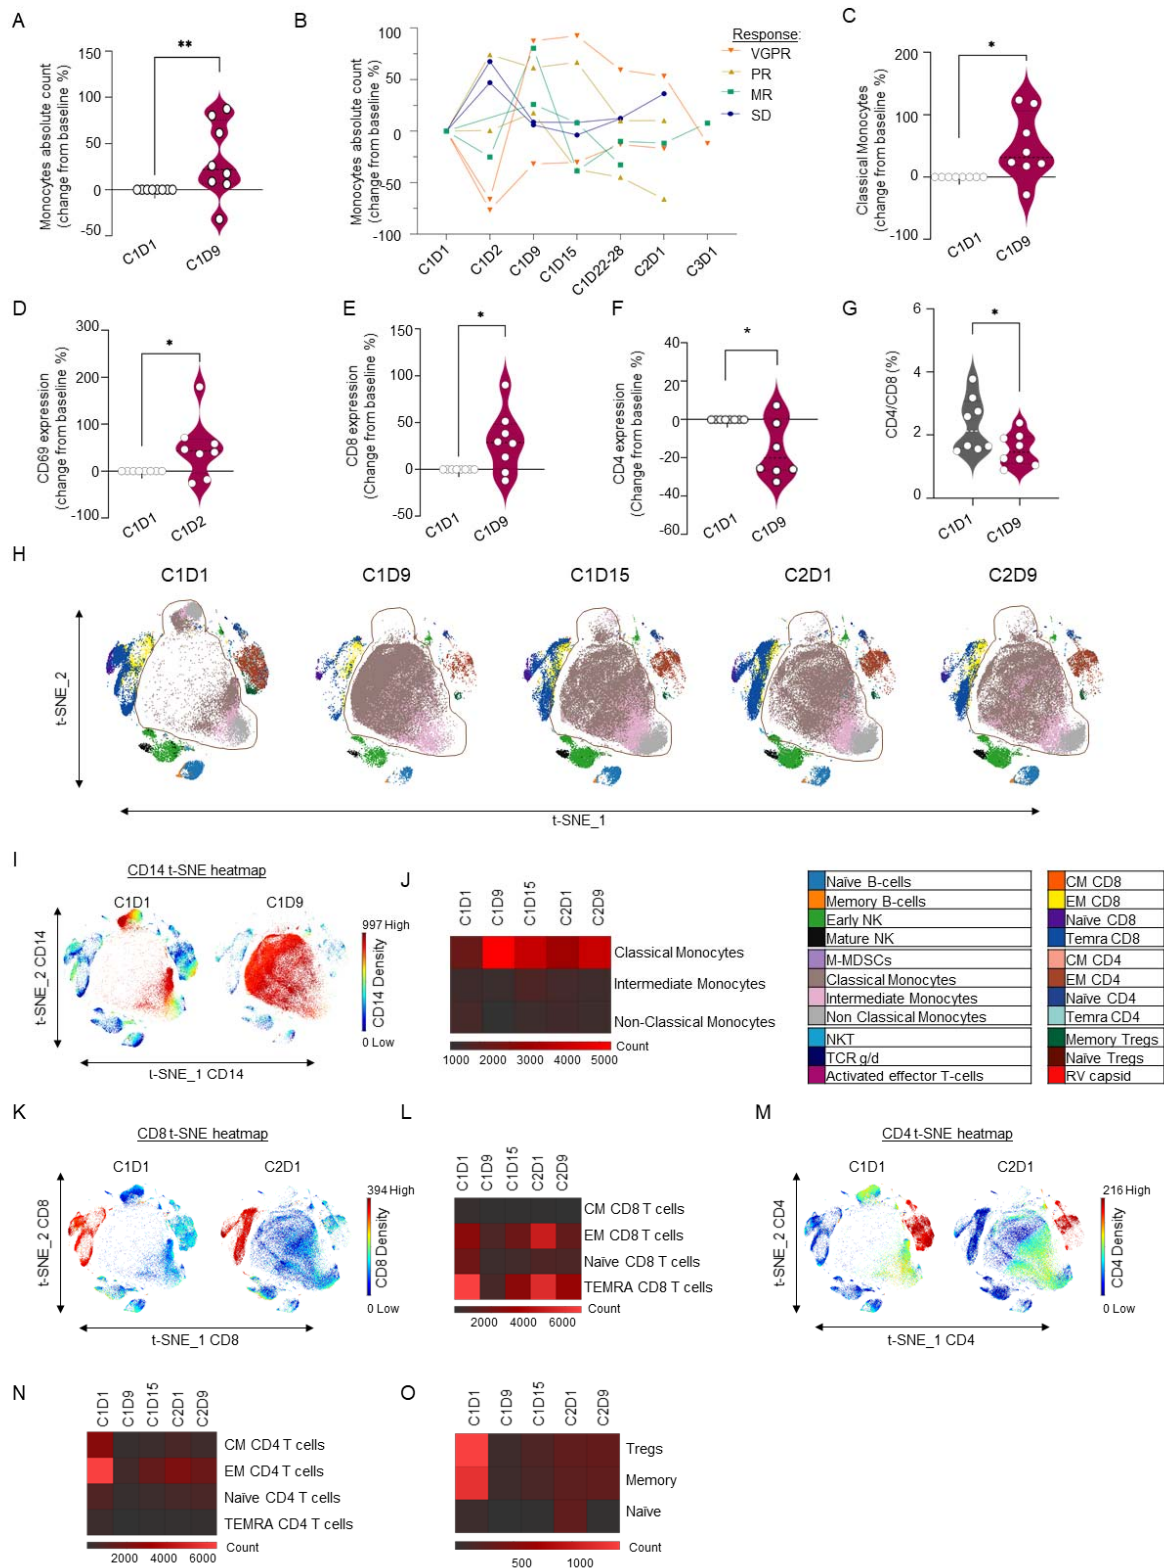 A
Monocytes absolute count
(change from baseline %)
150
100
50
0
-50
**
C1D1
C1D9
B
Monocytes absolute count
(change from baseline %)
100
50
0
-50
-100
C1D1
C1D2
C1D9
C1D15
C1D22-28
C2D1
C3D1
Response:
VGPR
PR
MR
SD
C
Classical Monocytes
(change from baseline %)
200
100
0
-100
*
C1D1
C1D9
D
CD69 expression
(change from baseline %)
300
200
100
0
-100
*
C1D1
C1D2
E
CD8 expression
(Change from baseline %)
150
100
50
0
-50
*
C1D1
C1D9
F
CD4 expression
(Change from baseline %)
40
20
0
-20
-40
-60
*
C1D1
C1D9
G
CD4/CD8 (%)
6
4
2
0
*
C1D1
C1D9
H
C1D1
C1D9
C1D15
C2D1
C2D9
t-SNE_2
t-SNE_1
I
CD14 t-SNE heatmap
C1D1
C1D9
t-SNE_2 CD14
t-SNE_1 CD14
997 High
CD14 Density
0 Low
J
C1D1
C1D9
C1D15
C2D1
C2D9
Classical Monocytes
Intermediate Monocytes
Non-Classical Monocytes
Count
1000 2000 3000 4000 5000
Naïve B-cells
Memory B-cells
Early NK
Mature NK
M-MDSCs
Classical Monocytes
Intermediate Monocytes
Non Classical Monocytes
NKT
TCR g/d
Activated effector T-cells
CM CD8
EM CD8
Naïve CD8
Temra CD8
CM CD4
EM CD4
Naïve CD4
Temra CD4
Memory Tregs
Naïve Tregs
RV capsid
K
CD8 t-SNE heatmap
C1D1
C2D1
t-SNE_2 CD8
t-SNE_1 CD8
394 High
CD8 Density
0 Low
L
C1D1
C1D9
C1D15
C2D1
C2D9
CM CD8 T cells
EM CD8 T cells
Naïve CD8 T cells
TEMRA CD8 T cells
Count
2000 4000 6000
M
CD4 t-SNE heatmap
C1D1
C2D1
t-SNE_2 CD4
t-SNE_1 CD4
216 High
CD4 Density
0 Low
N
C1D1
C1D9
C1D15
C2D1
C2D9
CM CD4 T cells
EM CD4 T cells
Naïve CD4 T cells
TEMRA CD4 T cells
Count
2000 4000 6000
O
C1D1
C1D9
C1D15
C2D1
C2D9
Tregs
Memory
Naïve
Count
500 1000